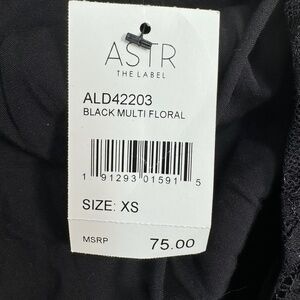 ASTR
THE LABEL
ALD42203
BLACK MULTI FLORAL
1 91293 01591 5
SIZE: XS
MSRP 75.00